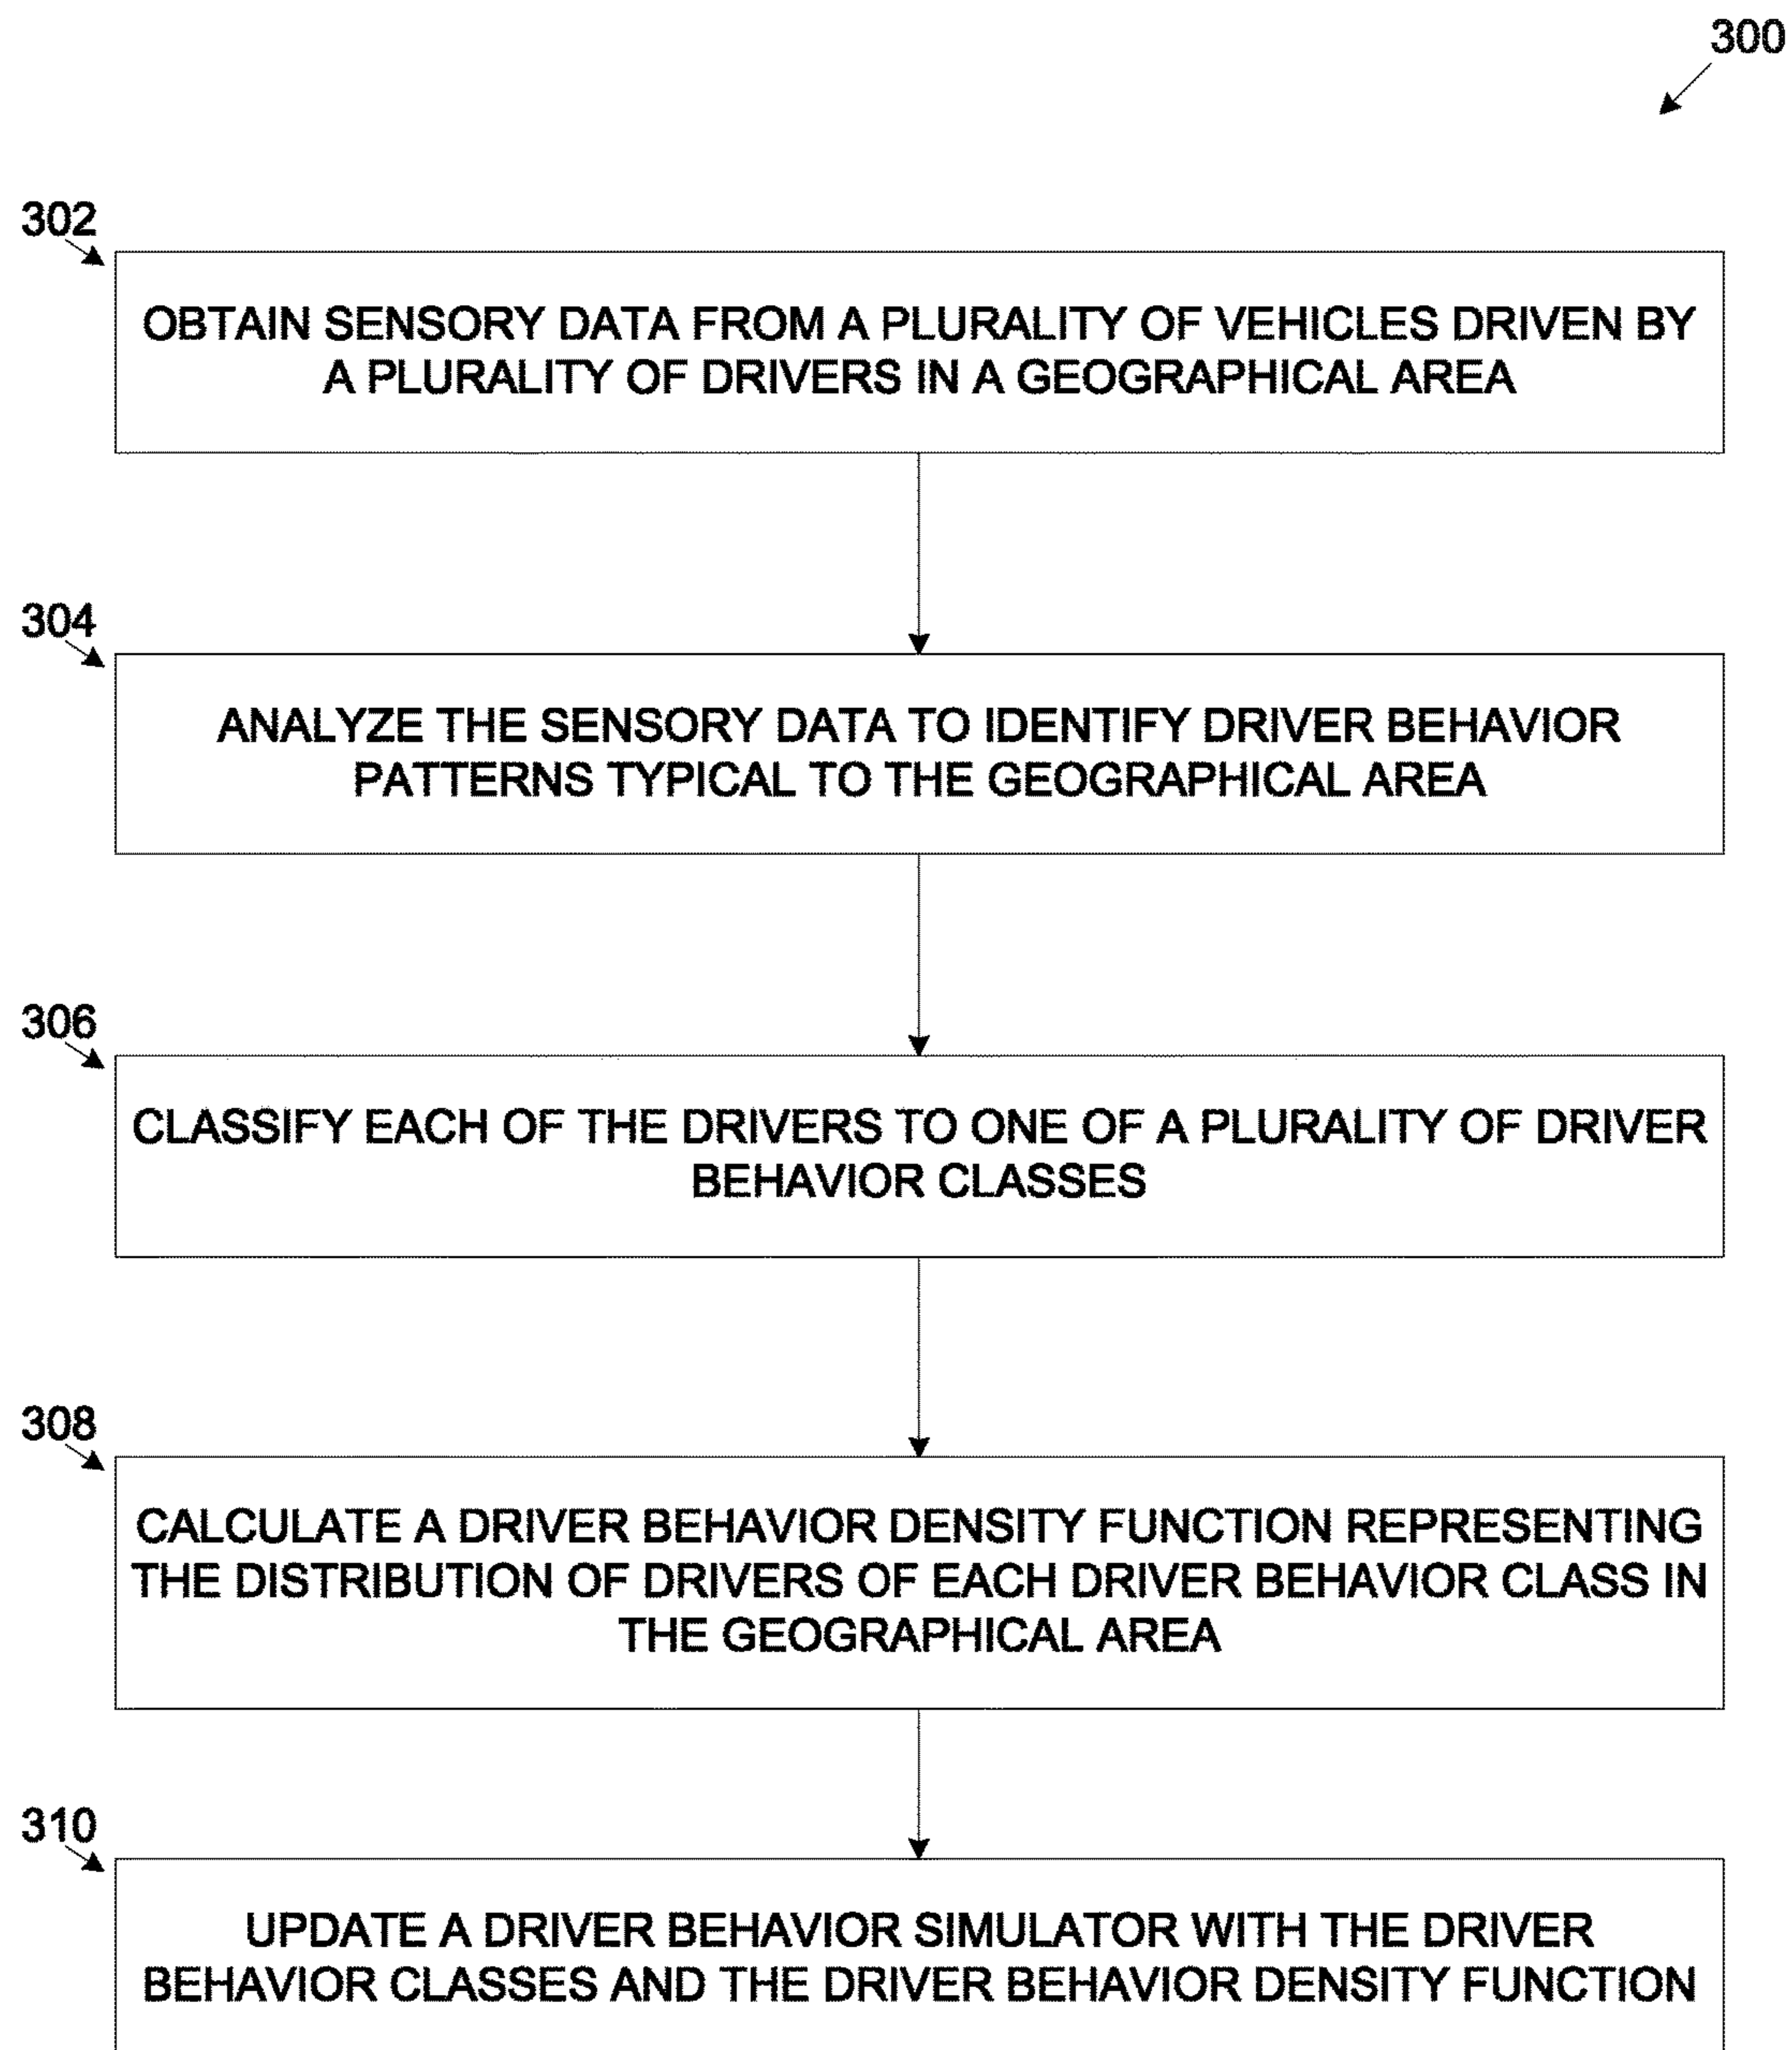 300
302
OBTAIN SENSORY DATA FROM A PLURALITY OF VEHICLES DRIVEN BY
A PLURALITY OF DRIVERS IN A GEOGRAPHICAL AREA
304
ANALYZE THE SENSORY DATA TO IDENTIFY DRIVER BEHAVIOR
PATTERNS TYPICAL TO THE GEOGRAPHICAL AREA
306
CLASSIFY EACH OF THE DRIVERS TO ONE OF A PLURALITY OF DRIVER
BEHAVIOR CLASSES
308
CALCULATE A DRIVER BEHAVIOR DENSITY FUNCTION REPRESENTING
THE DISTRIBUTION OF DRIVERS OF EACH DRIVER BEHAVIOR CLASS IN
THE GEOGRAPHICAL AREA
310
UPDATE A DRIVER BEHAVIOR SIMULATOR WITH THE DRIVER
BEHAVIOR CLASSES AND THE DRIVER BEHAVIOR DENSITY FUNCTION